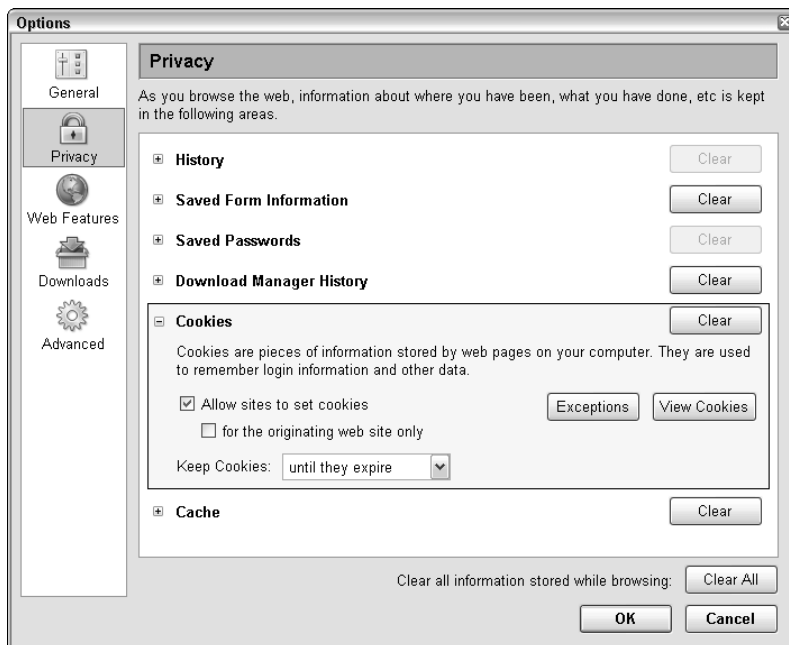 Options
General
Privacy
Web Features
Downloads
Advanced
Privacy
As you browse the web, information about where you have been, what you have done, etc is kept
in the following areas.
History Clear
Saved Form Information Clear
Saved Passwords Clear
Download Manager History Clear
Cookies Clear
Cookies are pieces of information stored by web pages on your computer. They are used
to remember login information and other data.
Allow sites to set cookies Exceptions View Cookies
for the originating web site only
Keep Cookies: until they expire
Cache Clear
Clear all information stored while browsing: Clear All
OK Cancel